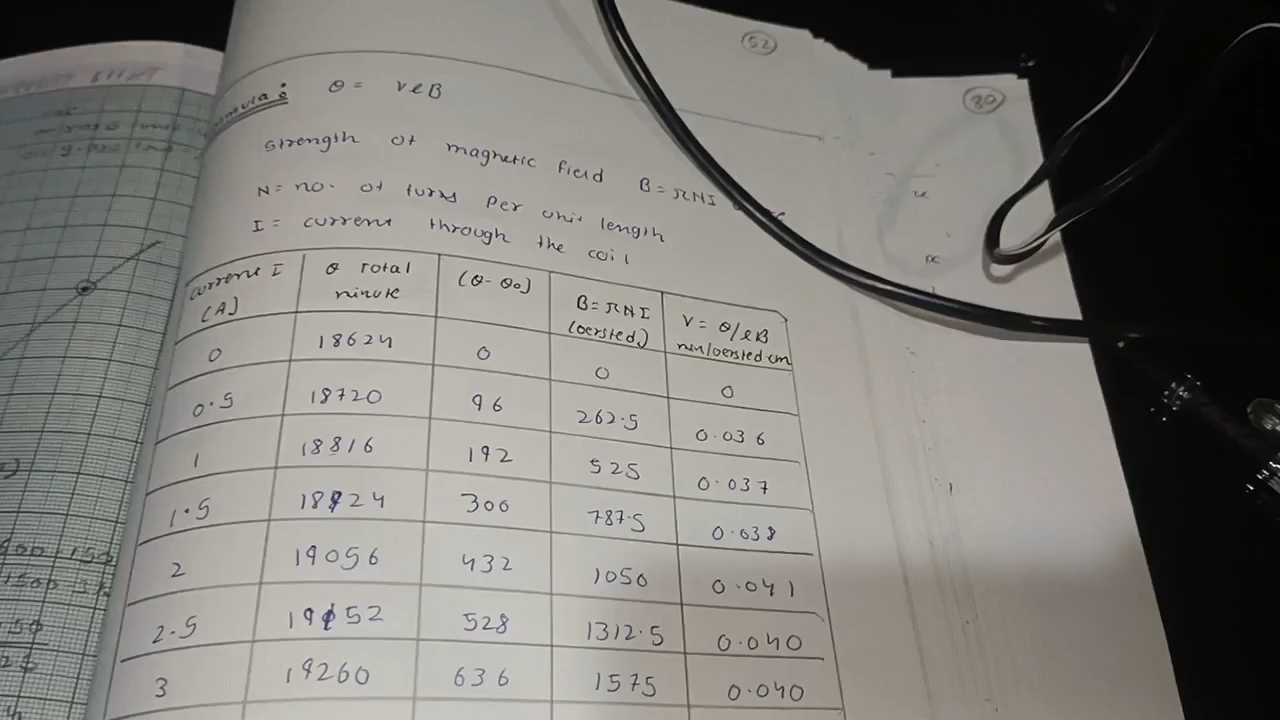 52
80
θ = VlB
strength of magnetic field B = πNI
N = no. of turns per unit length
I = current through the coil
current I (A) | θ Total minute | (θ - θ0) | B = πNI (oersted) | V = θ/lB min/oersted cm
0 | 18624 | 0 | 0 | 0
0.5 | 18720 | 96 | 262.5 | 0.036
1 | 18816 | 192 | 525 | 0.037
1.5 | 18924 | 300 | 787.5 | 0.038
2 | 19056 | 432 | 1050 | 0.041
2.5 | 19152 | 528 | 1312.5 | 0.040
3 | 19260 | 636 | 1575 | 0.040